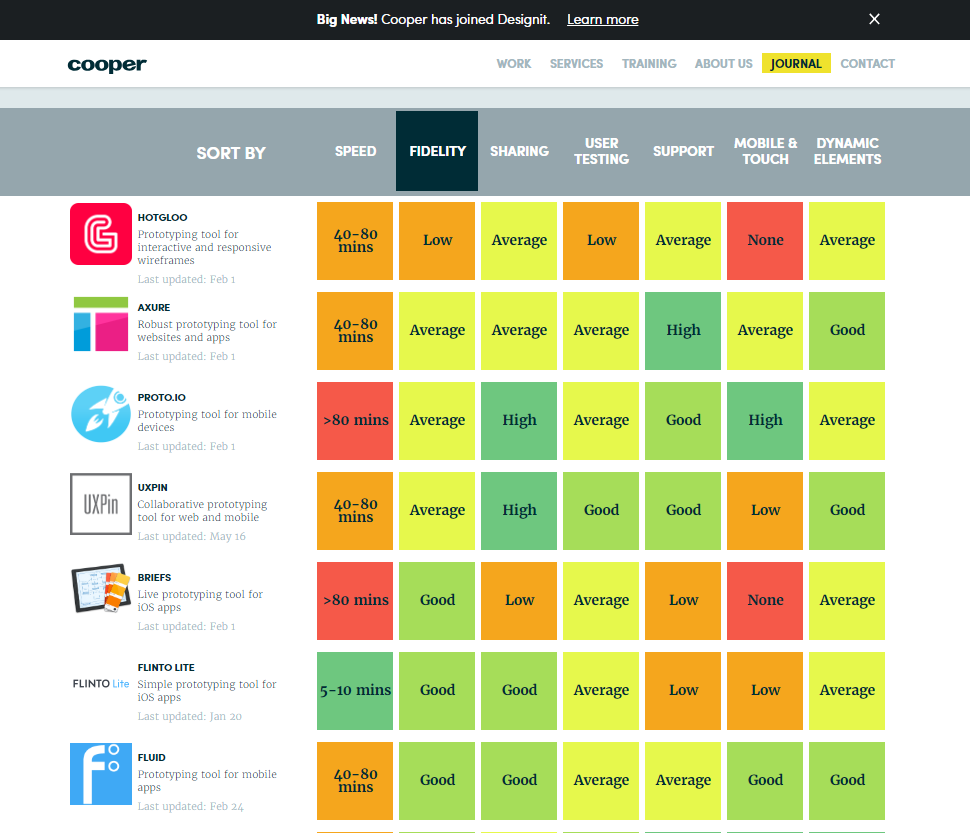 Big News! Cooper has joined Designit. Learn more
cooper
WORK SERVICES TRAINING ABOUT US JOURNAL CONTACT
SORT BY
SPEED
FIDELITY
SHARING
USER
TESTING
SUPPORT
MOBILE &
TOUCH
DYNAMIC
ELEMENTS
HOTGLOO
Prototyping tool for
interactive and responsive
wireframes
Last updated: Feb 1
40-80
mins
Low
Average
Low
Average
None
Average
AXURE
Robust prototyping tool for
websites and apps
Last updated: Feb 1
40-80
mins
Average
Average
Average
High
Average
Good
PROTO.IO
Prototyping tool for mobile
devices
Last updated: Feb 1
>80 mins
Average
High
Average
Good
High
Average
UXPin
UXPIN
Collaborative prototyping
tool for web and mobile
Last updated: May 16
40-80
mins
Average
High
Good
Good
Low
Good
BRIEFS
Live prototyping tool for
iOS apps
Last updated: Feb 1
>80 mins
Good
Low
Average
Low
None
Average
FLINTO Lite
FLINTO LITE
Simple prototyping tool for
iOS apps
Last updated: Jan 20
5-10 mins
Good
Good
Average
Low
Low
Average
FLUID
Prototyping tool for mobile
apps
Last updated: Feb 24
40-80
mins
Good
Good
Average
Average
Good
Good